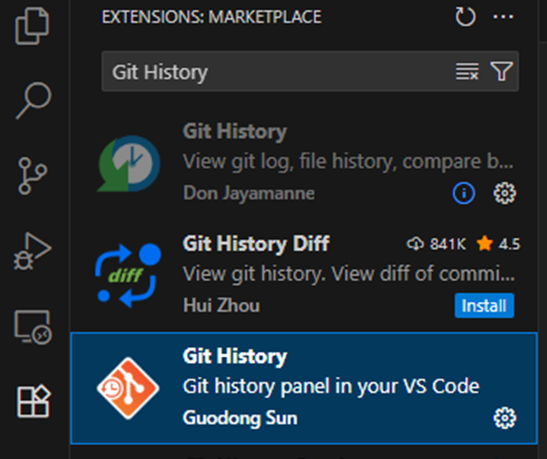 EXTENSIONS: MARKETPLACE
Git History
Git History
View git log, file history, compare b...
Don Jayamanne
Git History Diff 841K 4.5
diff
View git history. View diff of commi...
Hui Zhou Install
Git History
Git history panel in your VS Code
Guodong Sun